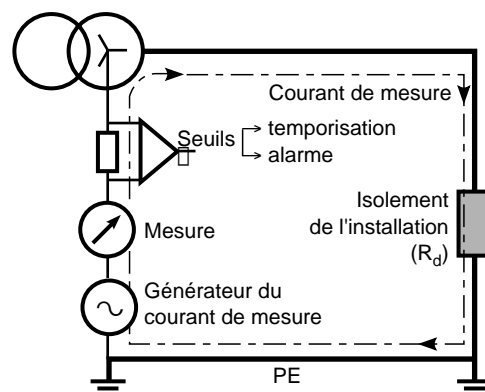 Courant de mesure
Seuils
temporisation
alarme
Isolement
de l'installation
(Rd)
Mesure
Générateur du
courant de mesure
PE